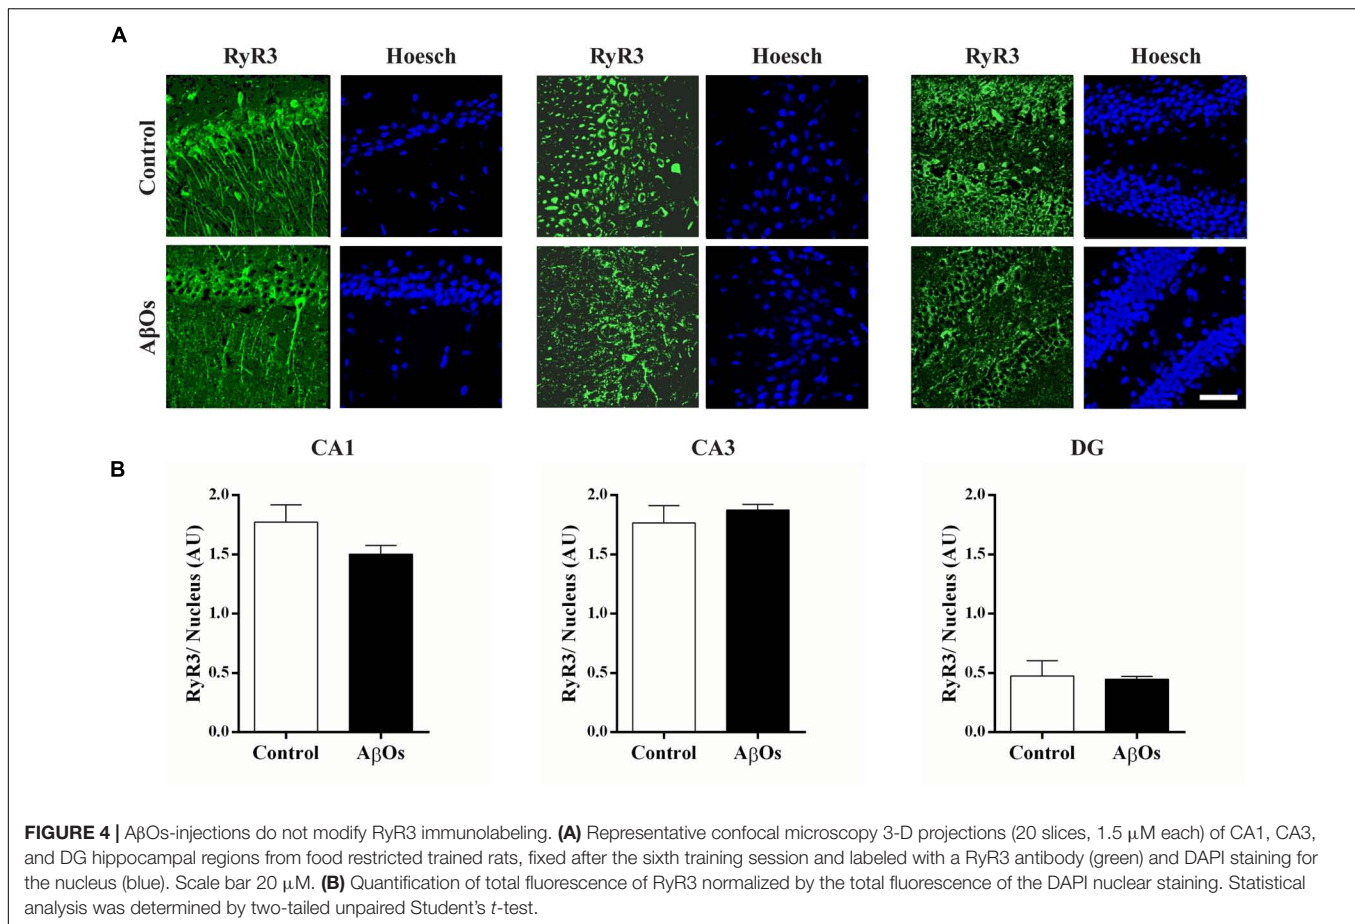 A
RyR3 Hoesch RyR3 Hoesch RyR3 Hoesch
Control
AβOs
CA1 CA3 DG
B
RyR3/ Nucleus (AU)
2.0
1.5
1.0
0.5
0.0
Control AβOs
RyR3/ Nucleus (AU)
2.0
1.5
1.0
0.5
0.0
Control AβOs
RyR3/ Nucleus (AU)
2.0
1.5
1.0
0.5
0.0
Control AβOs
FIGURE 4 | AβOs-injections do not modify RyR3 immunolabeling. (A) Representative confocal microscopy 3-D projections (20 slices, 1.5 μM each) of CA1, CA3,
and DG hippocampal regions from food restricted trained rats, fixed after the sixth training session and labeled with a RyR3 antibody (green) and DAPI staining for
the nucleus (blue). Scale bar 20 μM. (B) Quantification of total fluorescence of RyR3 normalized by the total fluorescence of the DAPI nuclear staining. Statistical
analysis was determined by two-tailed unpaired Student's t-test.